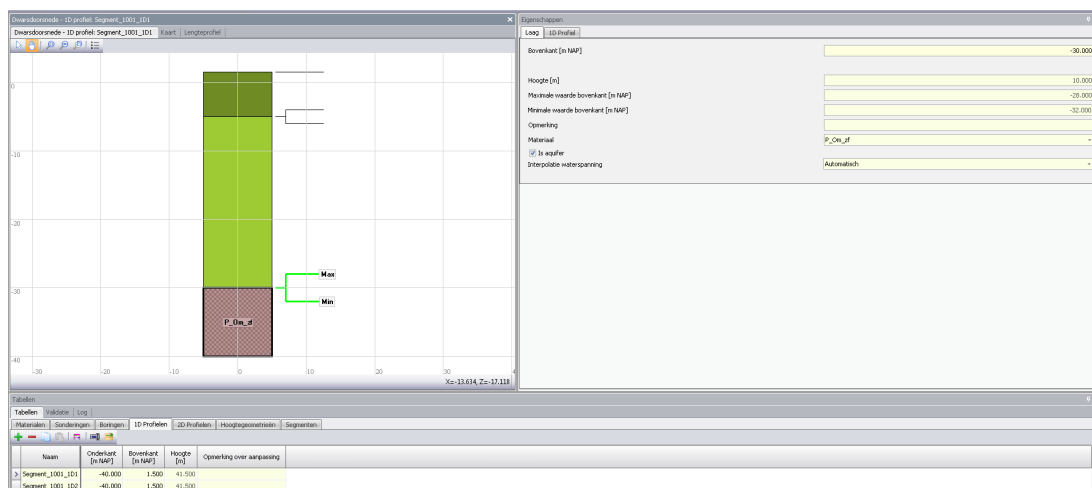 Dwarsdoorsnede - 1D profiel: Segment_1001_1D1
Dwarsdoorsnede - 1D profiel: Segment_1001_1D1 Kaart Lengteprofiel
0
-10
-20
-30
-40
Max
Min
P_Om_zf
-30 -20 -10 0 10 20 30 4
X=-13.634, Z=-17.118
Eigenschappen
Laag 1D Profiel
Bovenkant [m NAP] -30.000
Hoogte [m] 10.000
Maximale waarde bovenkant [m NAP] -28.000
Minimale waarde bovenkant [m NAP] -32.000
Opmerking
Materiaal P_Om_zf
Is aquifer
Interpolatie waterspanning Automatisch
Tabellen
Tabellen Validatie Log
Materialen Sonderingen Boringen 1D Profielen 2D Profielen Hoogtegeometrieën Segmenten
Naam Onderkant [m NAP] Bovenkant [m NAP] Hoogte [m] Opmerking over aanpassing
Segment_1001_1D1 -40.000 1.500 41.500
Segment_1001_1D2 -40.000 1.500 41.500